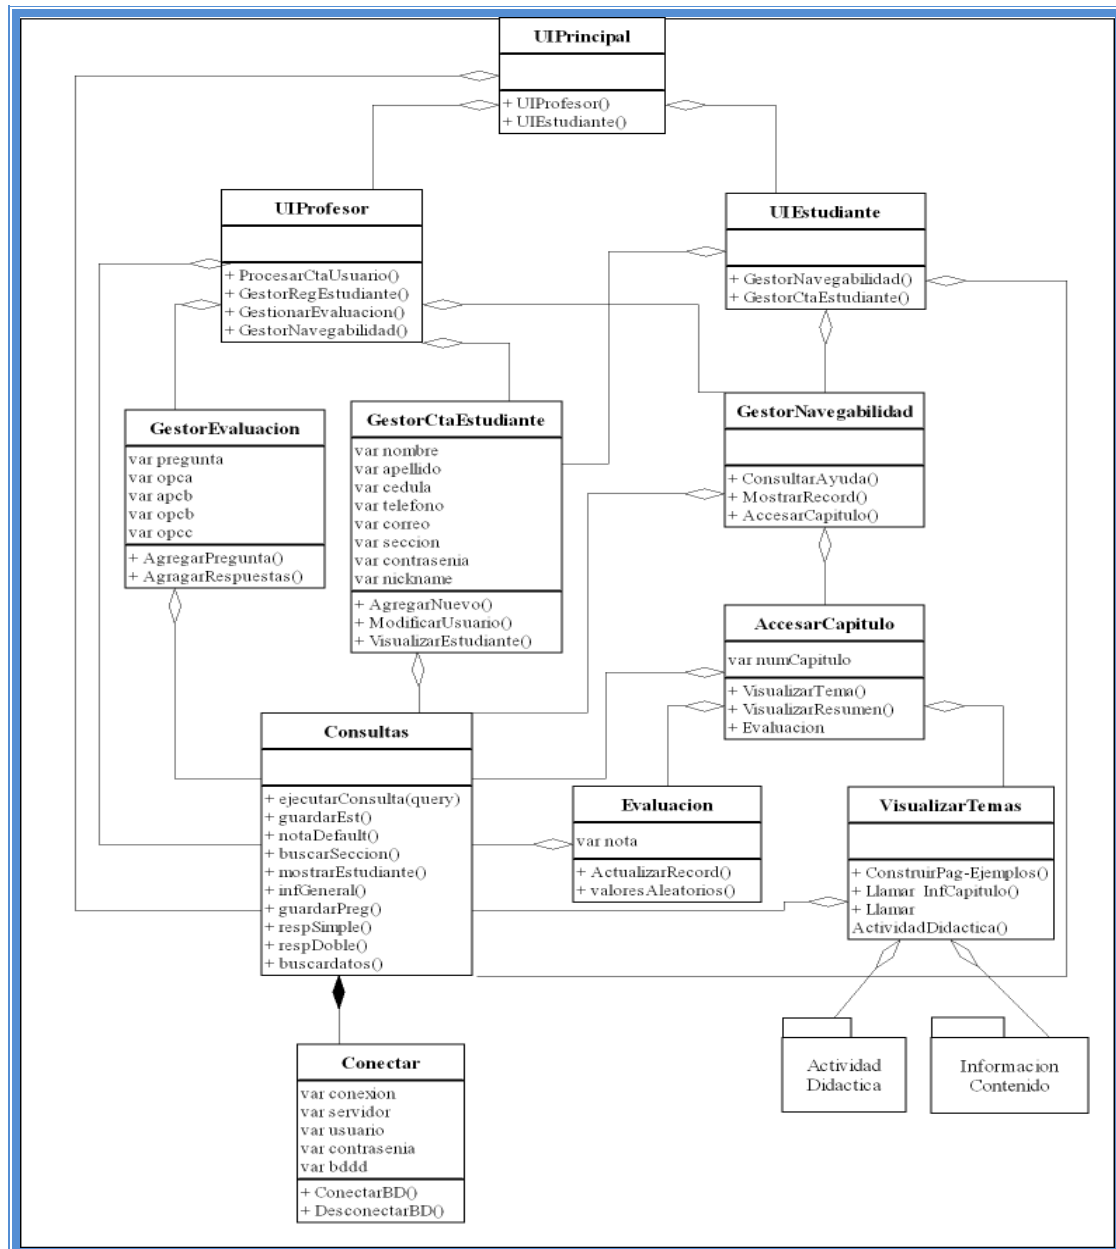 UIPrincipal
+ UIProfesor()
+ UIEstudiante()
UIProfesor
+ ProcesarCtaUsuario()
+ GestorRegEstudiante()
+ GestionarEvaluacion()
+ GestorNavegabilidad()
UIEstudiante
+ GestorNavegabilidad()
+ GestorCtaEstudiante()
GestorEvaluacion
var pregunta
var opca
var apcb
var opcb
var opcc
+ AgregarPregunta()
+ AgragarRespuestas()
GestorCtaEstudiante
var nombre
var apellido
var cedula
var telefono
var correo
var seccion
var contrasenia
var nickname
+ AgregarNuevo()
+ ModificarUsuario()
+ VisualizarEstudiante()
GestorNavegabilidad
+ ConsultarAyuda()
+ MostrarRecord()
+ AccesarCapitulo()
AccesarCapitulo
var numCapitulo
+ VisualizarTema()
+ VisualizarResumen()
+ Evaluacion
Consultas
+ ejecutarConsulta(query)
+ guardarEst()
+ notaDefault()
+ buscarSeccion()
+ mostrarEstudiante()
+ infGeneral()
+ guardarPreg()
+ respSimple()
+ respDoble()
+ buscardatos()
Evaluacion
var nota
+ ActualizarRecord()
+ valoresAleatorios()
VisualizarTemas
+ ConstruirPag-Ejemplos()
+ Llamar InfCapitulo()
+ Llamar
ActividadDidactica()
Actividad
Didactica
Informacion
Contenido
Conectar
var conexion
var servidor
var usuario
var contrasenia
var bddd
+ ConectarBD()
+ DesconectarBD()